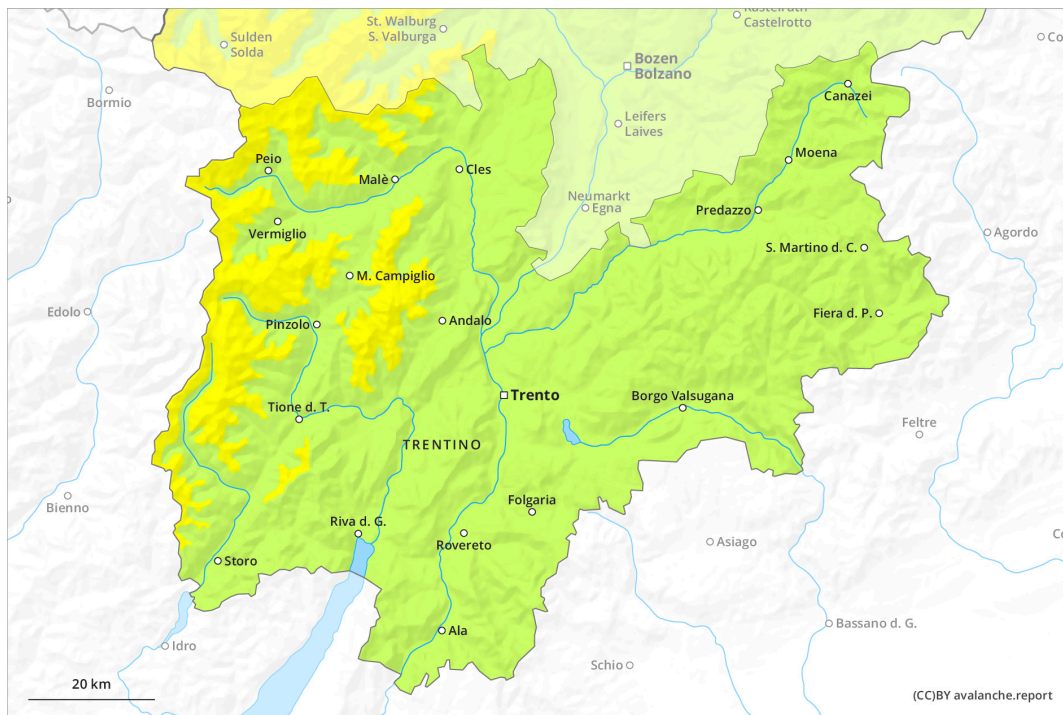 Kastelruth
Castelrotto
St. Walburg
S. Valburga
Sulden
Solda
Co
Bozen
Bolzano
Bormio
Canazei
Leifers
Laives
Moena
Peio
Malè
Cles
Neumarkt
Egna
Predazzo
Vermiglio
Agordo
S. Martino d. C.
M. Campiglio
Edolo
Pinzolo
Andalo
Fiera d. P.
Trento
Borgo Valsugana
Tione d. T.
Feltre
TRENTINO
Bienno
Folgaria
Riva d. G.
Rovereto
Asiago
Co
Storo
Bassano d. G.
Ala
Idro
Schio
20 km
(CC)BY avalanche.report